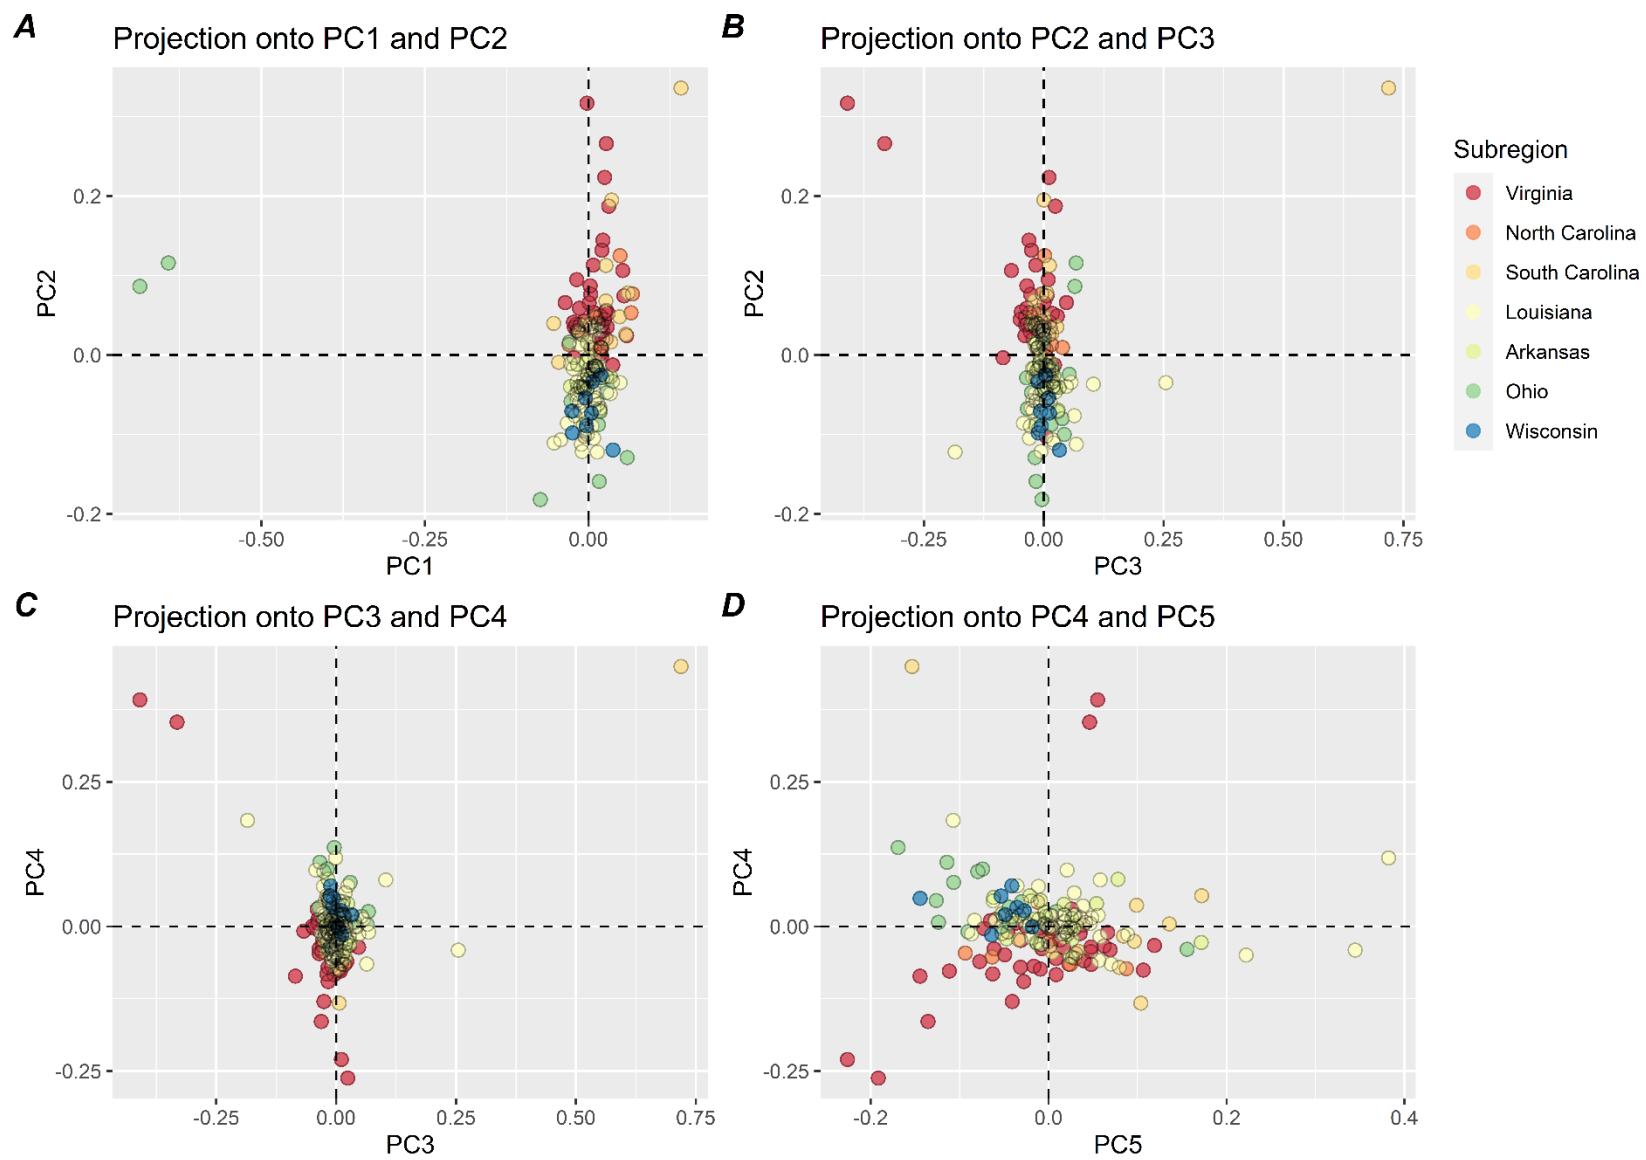 A
Projection onto PC1 and PC2
PC2
0.2
0.0
-0.2
-0.50
-0.25
0.00
PC1
B
Projection onto PC2 and PC3
PC2
0.2
0.0
-0.2
-0.25
0.00
0.25
0.50
0.75
PC3
Subregion
Virginia
North Carolina
South Carolina
Louisiana
Arkansas
Ohio
Wisconsin
C
Projection onto PC3 and PC4
PC4
0.25
0.00
-0.25
-0.25
0.00
0.25
0.50
0.75
PC3
D
Projection onto PC4 and PC5
PC4
0.25
0.00
-0.25
-0.2
0.0
0.2
0.4
PC5